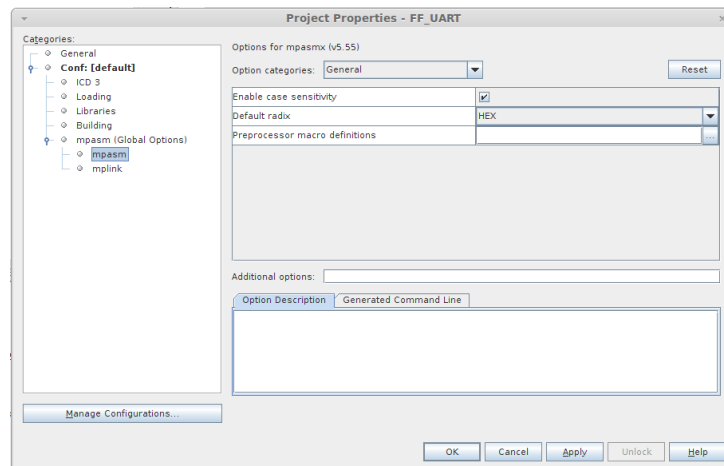 Project Properties - FF_UART
Categories:
General
Conf: [default]
ICD 3
Loading
Libraries
Building
mpasm (Global Options)
mpasm
mplink
Manage Configurations...
Options for mpasmx (v5.55)
Option categories: General
Reset
Enable case sensitivity
Default radix HEX
Preprocessor macro definitions ...
Additional options:
Option Description Generated Command Line
OK Cancel Apply Unlock Help